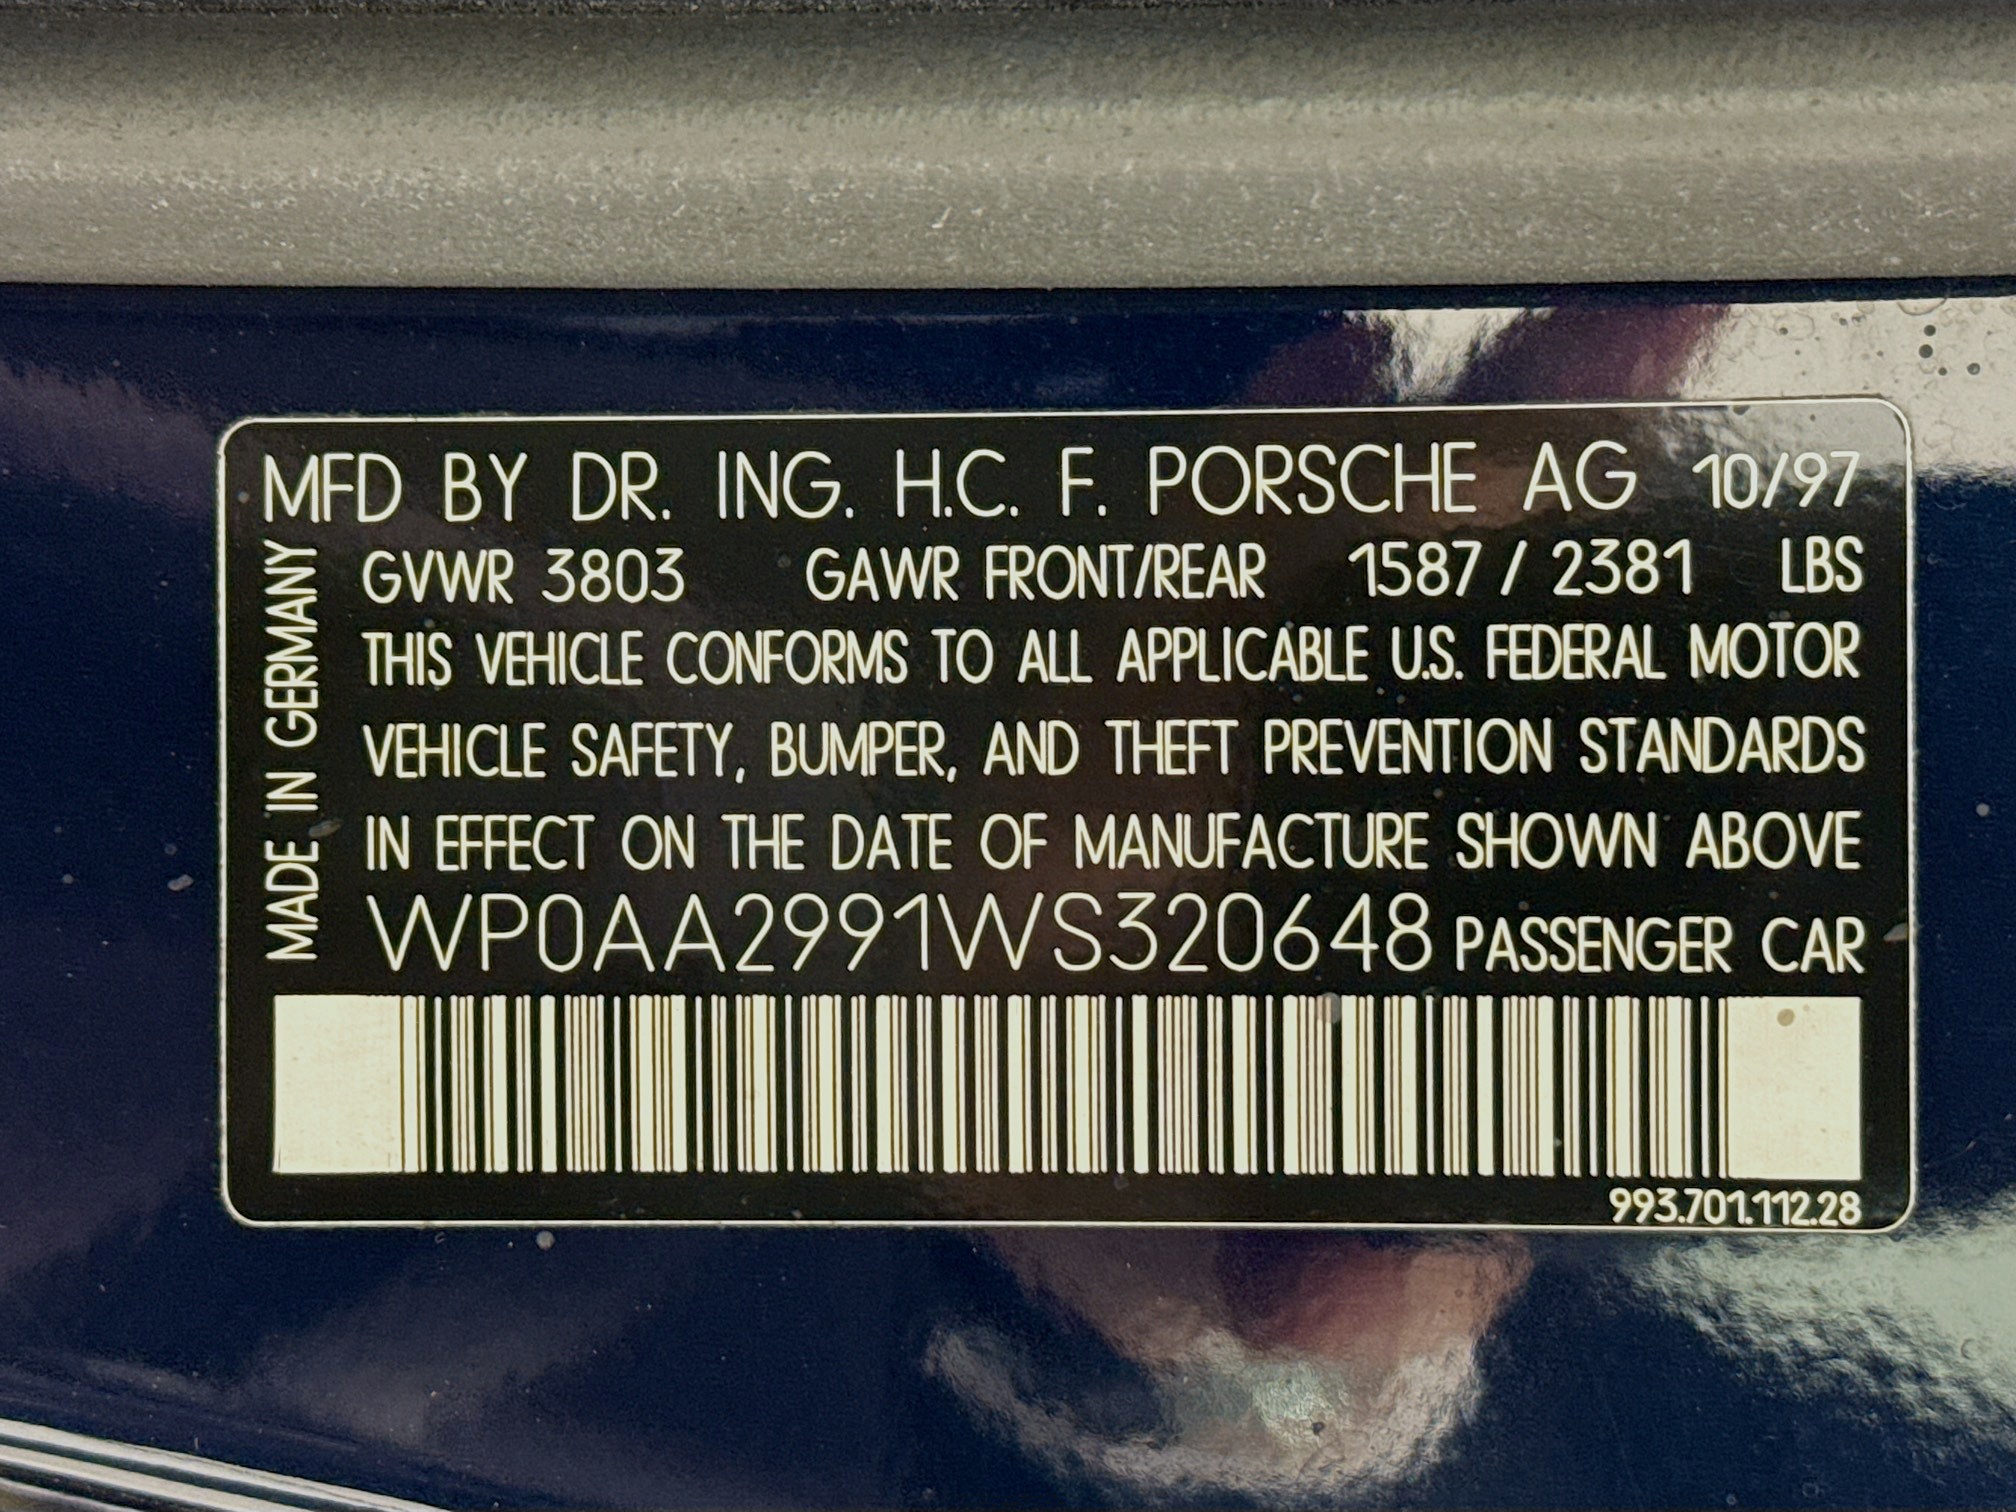 MFD BY DR. ING. H.C. F. PORSCHE AG 10/97
GVWR 3803 GAWR FRONT/REAR 1587 / 2381 LBS
THIS VEHICLE CONFORMS TO ALL APPLICABLE U.S. FEDERAL MOTOR
VEHICLE SAFETY, BUMPER, AND THEFT PREVENTION STANDARDS
IN EFFECT ON THE DATE OF MANUFACTURE SHOWN ABOVE
WP0AA2991WS320648 PASSENGER CAR
MADE IN GERMANY
993.701.112.28